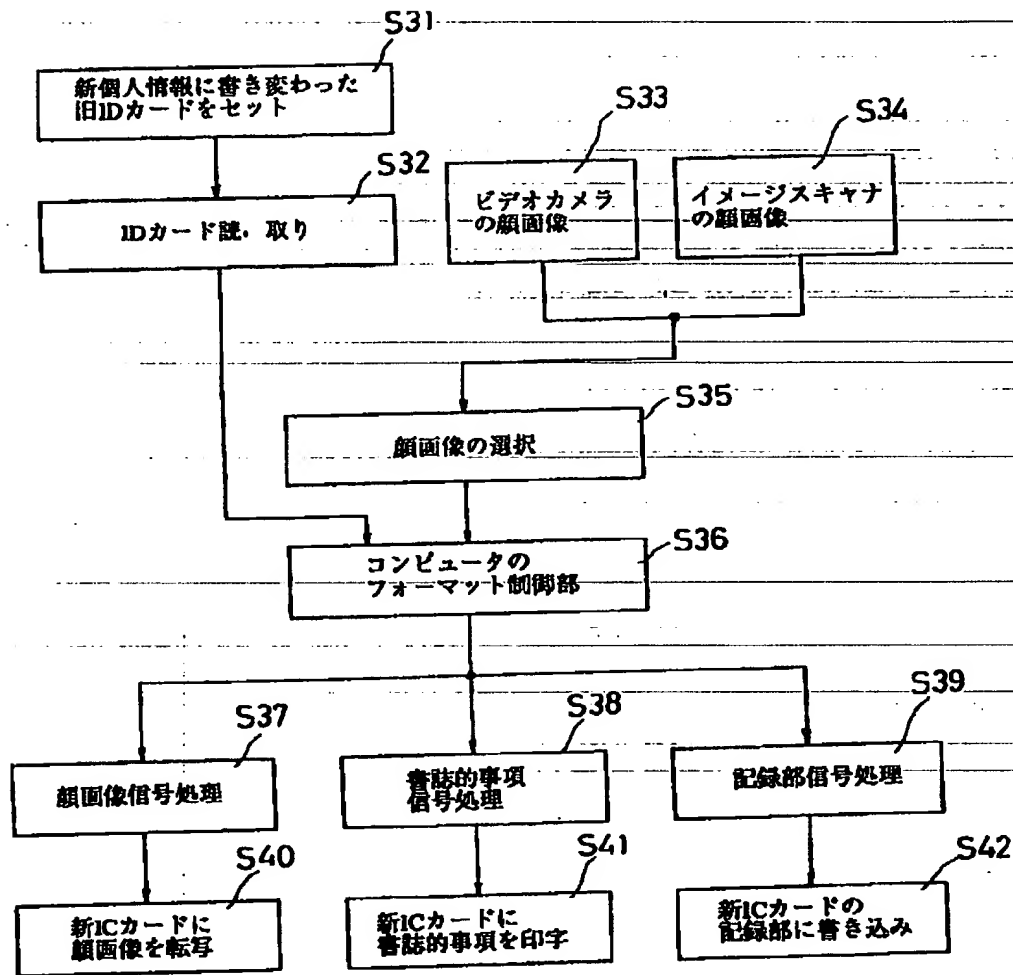 S31
新個人情報に書き変わった
旧IDカードをセット
S32
IDカード読.取り
S33
ビデオカメラ
の顔画像
S34
イメージスキャナ
の顔画像
S35
顔画像の選択
S36
コンピュータの
フォーマット制御部
S37
顔画像信号処理
S38
書誌的事項
信号処理
S39
記録部信号処理
S40
新ICカードに
顔画像を転写
S41
新ICカードに
書誌的事項を印字
S42
新ICカードの
記録部に書き込み